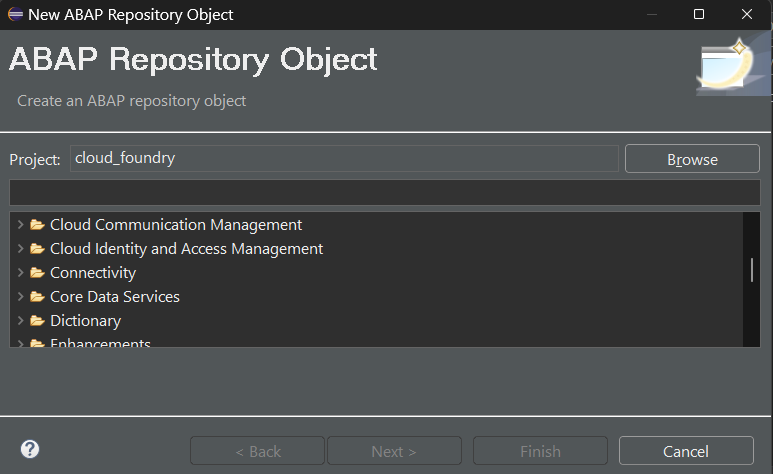 New ABAP Repository Object
ABAP Repository Object
Create an ABAP repository object
Project: cloud_foundry Browse
Cloud Communication Management
Cloud Identity and Access Management
Connectivity
Core Data Services
Dictionary
Enhancements
? < Back Next > Finish Cancel